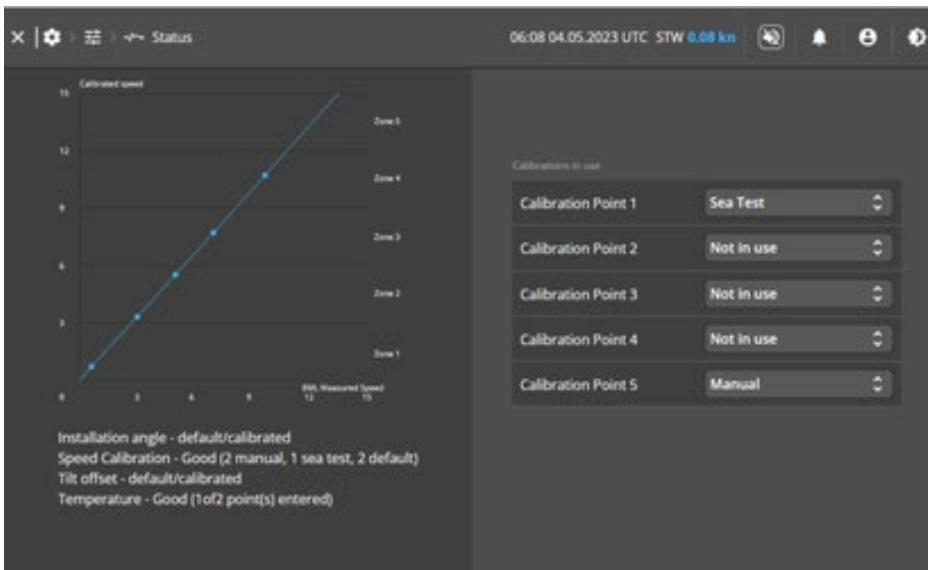 Status
06:08 04.05.2023 UTC STW 0.08 kn
Calibrated speed
15
12
9
6
3
0
Zone 5
Zone 4
Zone 3
Zone 2
Zone 1
Measured Speed
0 3 6 9 12 15
Installation angle - default/calibrated
Speed Calibration - Good (2 manual, 1 sea test, 2 default)
Tilt offset - default/calibrated
Temperature - Good (1of2 point(s) entered)
Calibrations in use
Calibration Point 1 Sea Test
Calibration Point 2 Not in use
Calibration Point 3 Not in use
Calibration Point 4 Not in use
Calibration Point 5 Manual